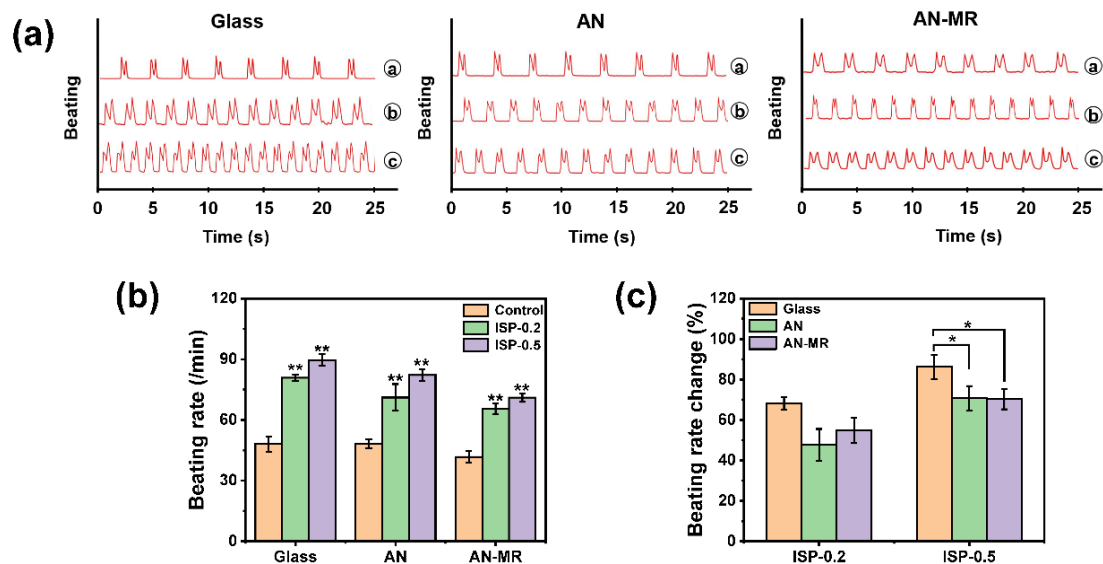 (a)
Glass
AN
AN-MR
Beating
ⓐ
ⓑ
ⓒ
0 5 10 15 20 25
Time (s)
Beating
ⓐ
ⓑ
ⓒ
0 5 10 15 20 25
Time (s)
Beating
ⓐ
ⓑ
ⓒ
0 5 10 15 20 25
Time (s)
(b)
Beating rate (/min)
120
90
60
30
0
Control
ISP-0.2
ISP-0.5
** **
** **
** **
Glass AN AN-MR
(c)
Beating rate change (%)
120
100
80
60
40
20
0
Glass
AN
AN-MR
*
*
ISP-0.2 ISP-0.5